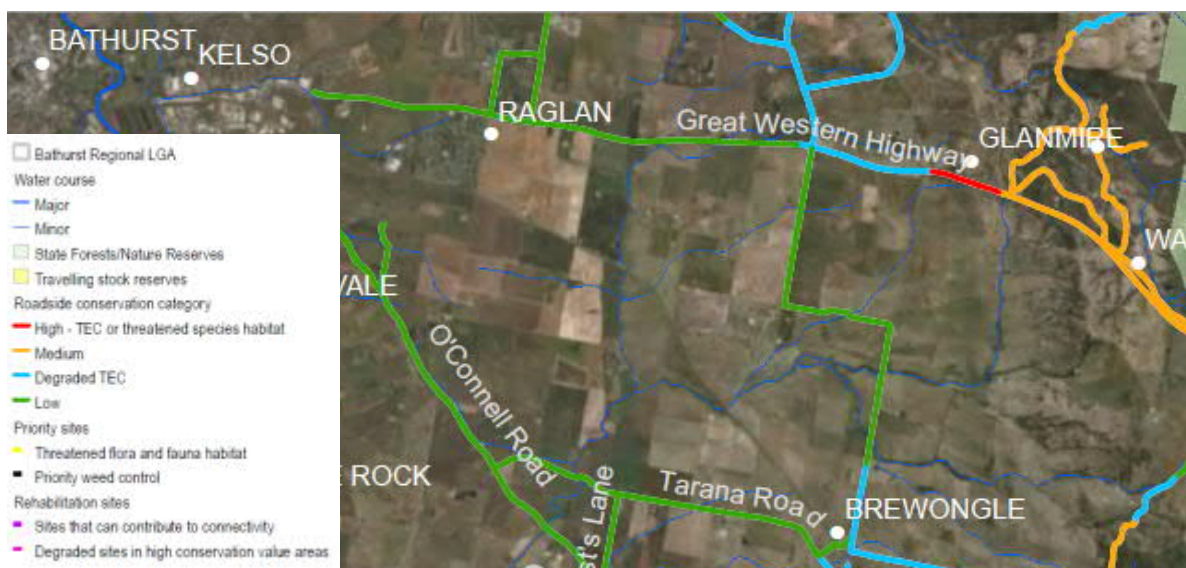 BATHURST
KELSO
RAGLAN
Great Western Highway
GLANMIRE
WA
Bathurst Regional LGA
Water course
Major
Minor
State Forests/Nature Reserves
Travelling stock reserves
Roadside conservation category
High - TEC or threatened species habitat
Medium
Degraded TEC
Low
Priority sites
Threatened flora and fauna habitat
Priority weed control
Rehabilitation sites
Sites that can contribute to connectivity
Degraded sites in high conservation value areas
VALE
O'Connell Road
E ROCK
st's Lane
Tarana Road
BREWONGLE